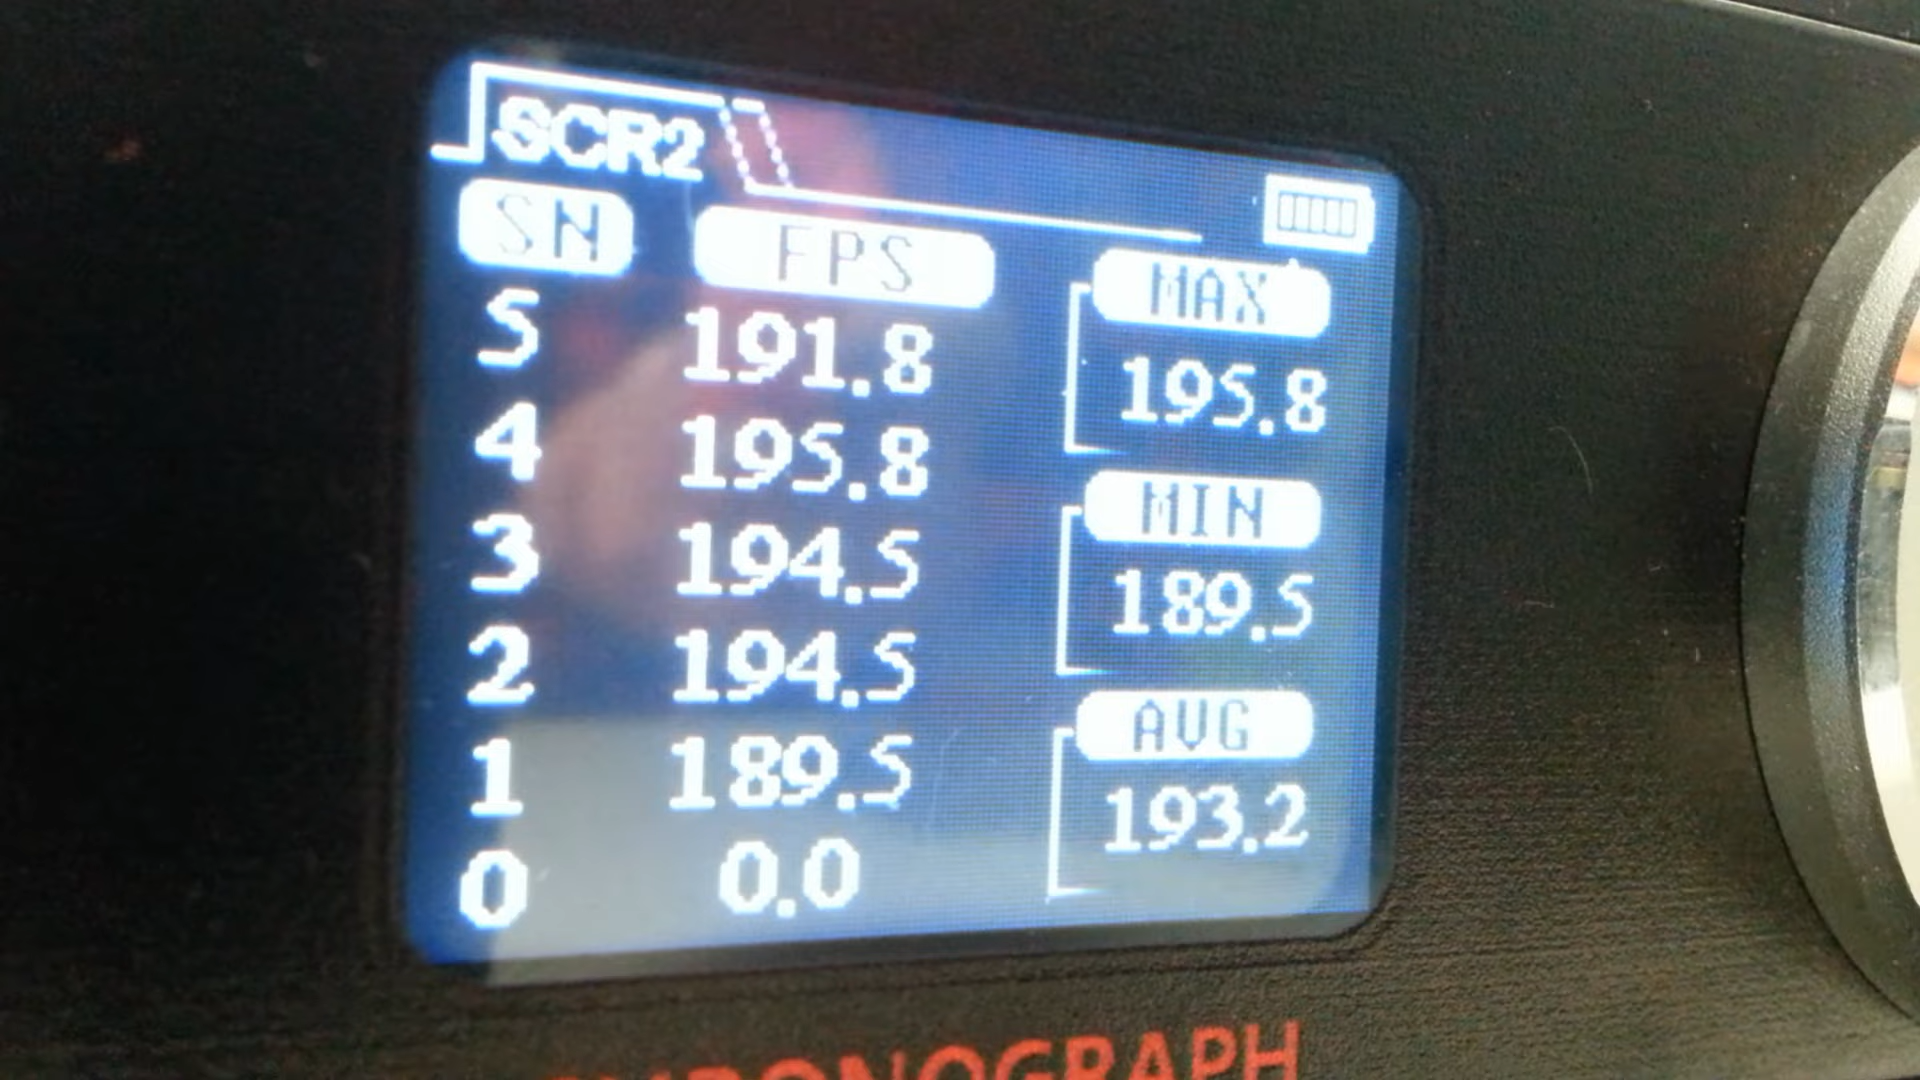 SCR2
SN FPS
5 191.8
4 195.8
3 194.5
2 194.5
1 189.5
0 0.0
MAX
195.8
MIN
189.5
AVG
193.2
CHRONOGRAPH